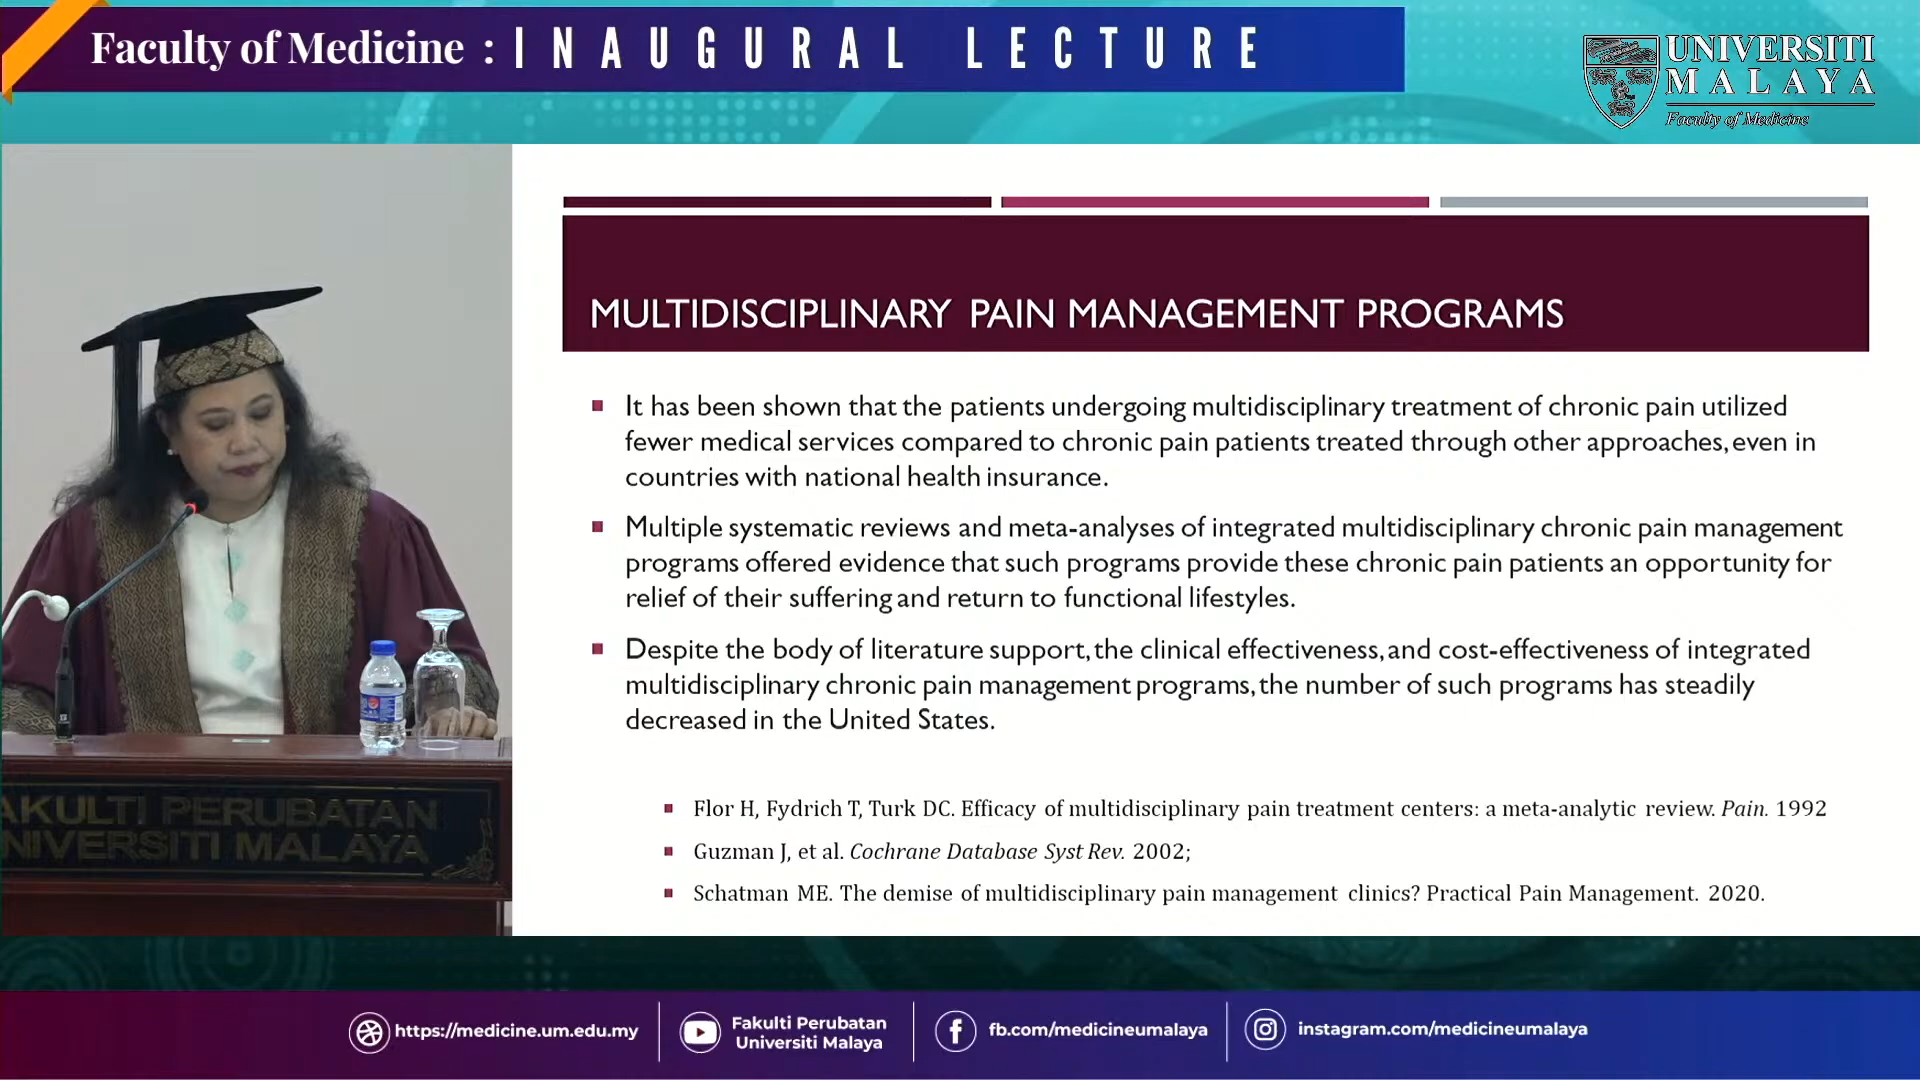 Faculty of Medicine : INAUGURAL LECTURE
UNIVERSITI
MALAYA
Faculty of Medicine
MULTIDISCIPLINARY PAIN MANAGEMENT PROGRAMS
It has been shown that the patients undergoing multidisciplinary treatment of chronic pain utilized
fewer medical services compared to chronic pain patients treated through other approaches, even in
countries with national health insurance.
Multiple systematic reviews and meta-analyses of integrated multidisciplinary chronic pain management
programs offered evidence that such programs provide these chronic pain patients an opportunity for
relief of their suffering and return to functional lifestyles.
Despite the body of literature support, the clinical effectiveness, and cost-effectiveness of integrated
multidisciplinary chronic pain management programs, the number of such programs has steadily
decreased in the United States.
Flor H, Fydrich T, Turk DC. Efficacy of multidisciplinary pain treatment centers: a meta-analytic review. Pain. 1992
Guzman J, et al. Cochrane Database Syst Rev. 2002;
Schatman ME. The demise of multidisciplinary pain management clinics? Practical Pain Management. 2020.
AKULTI PERUBATAN
NIVERSITI MALAYA
https://medicine.um.edu.my
Fakulti Perubatan
Universiti Malaya
fb.com/medicineumalaya
instagram.com/medicineumalaya